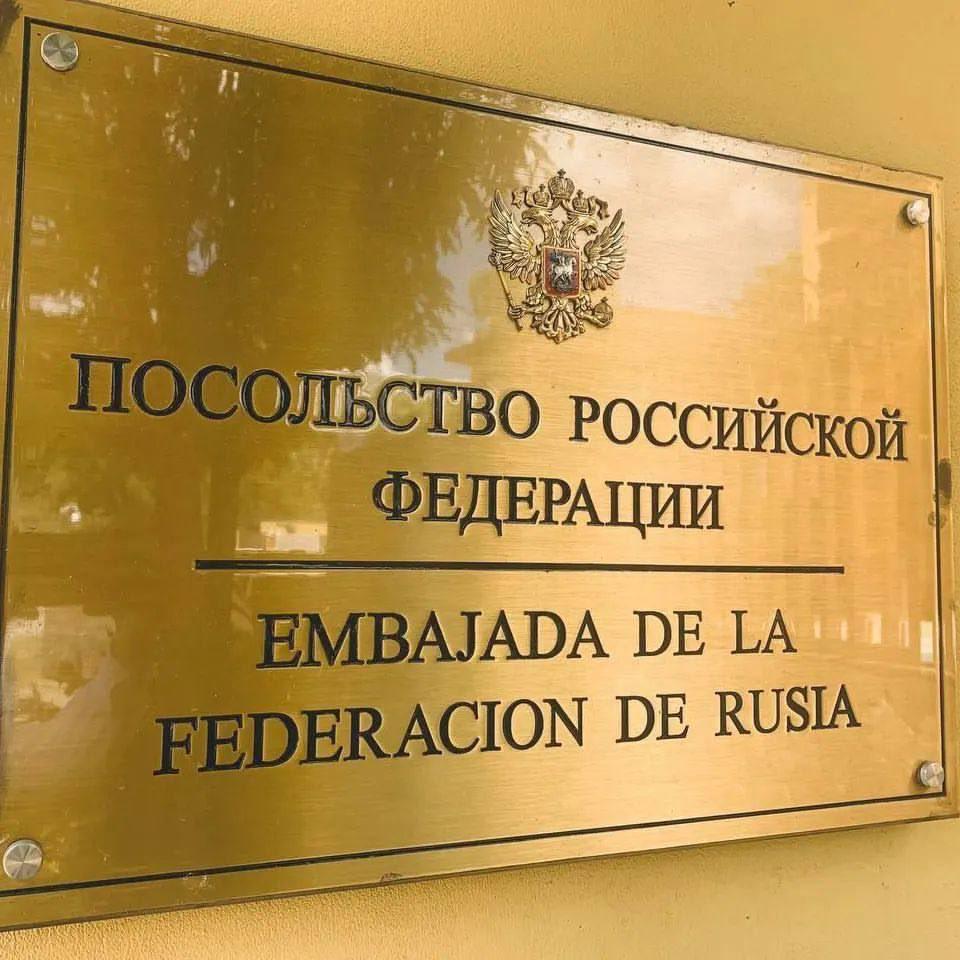 ПОСОЛЬСТВО РОССИЙСКОЙ
ФЕДЕРАЦИИ
EMBAJADA DE LA
FEDERACION DE RUSIA